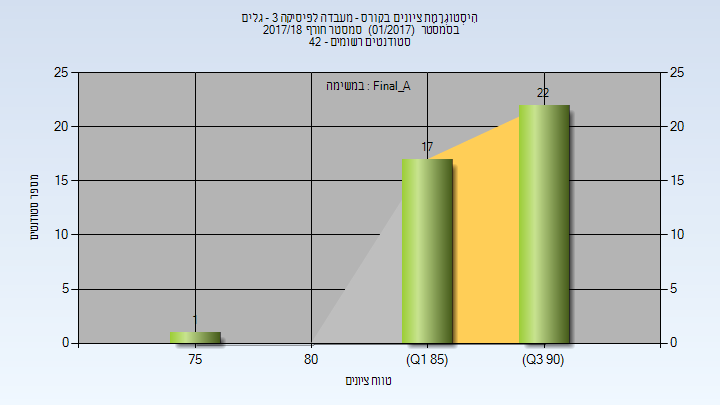 היסטוגרמת ציונים בקורס - מעבדה לפיסיקה 3 - גלים
בסמסטר (01/2017) סמסטר חורף 2017/18
סטודנטים רשומים - 42
במשימה : Final_A
25 25
20 20
15 15
10 10
5 5
0 0
22
17
1
מספר סטודנטים
75 80 (Q1 85) (Q3 90)
טווח ציונים